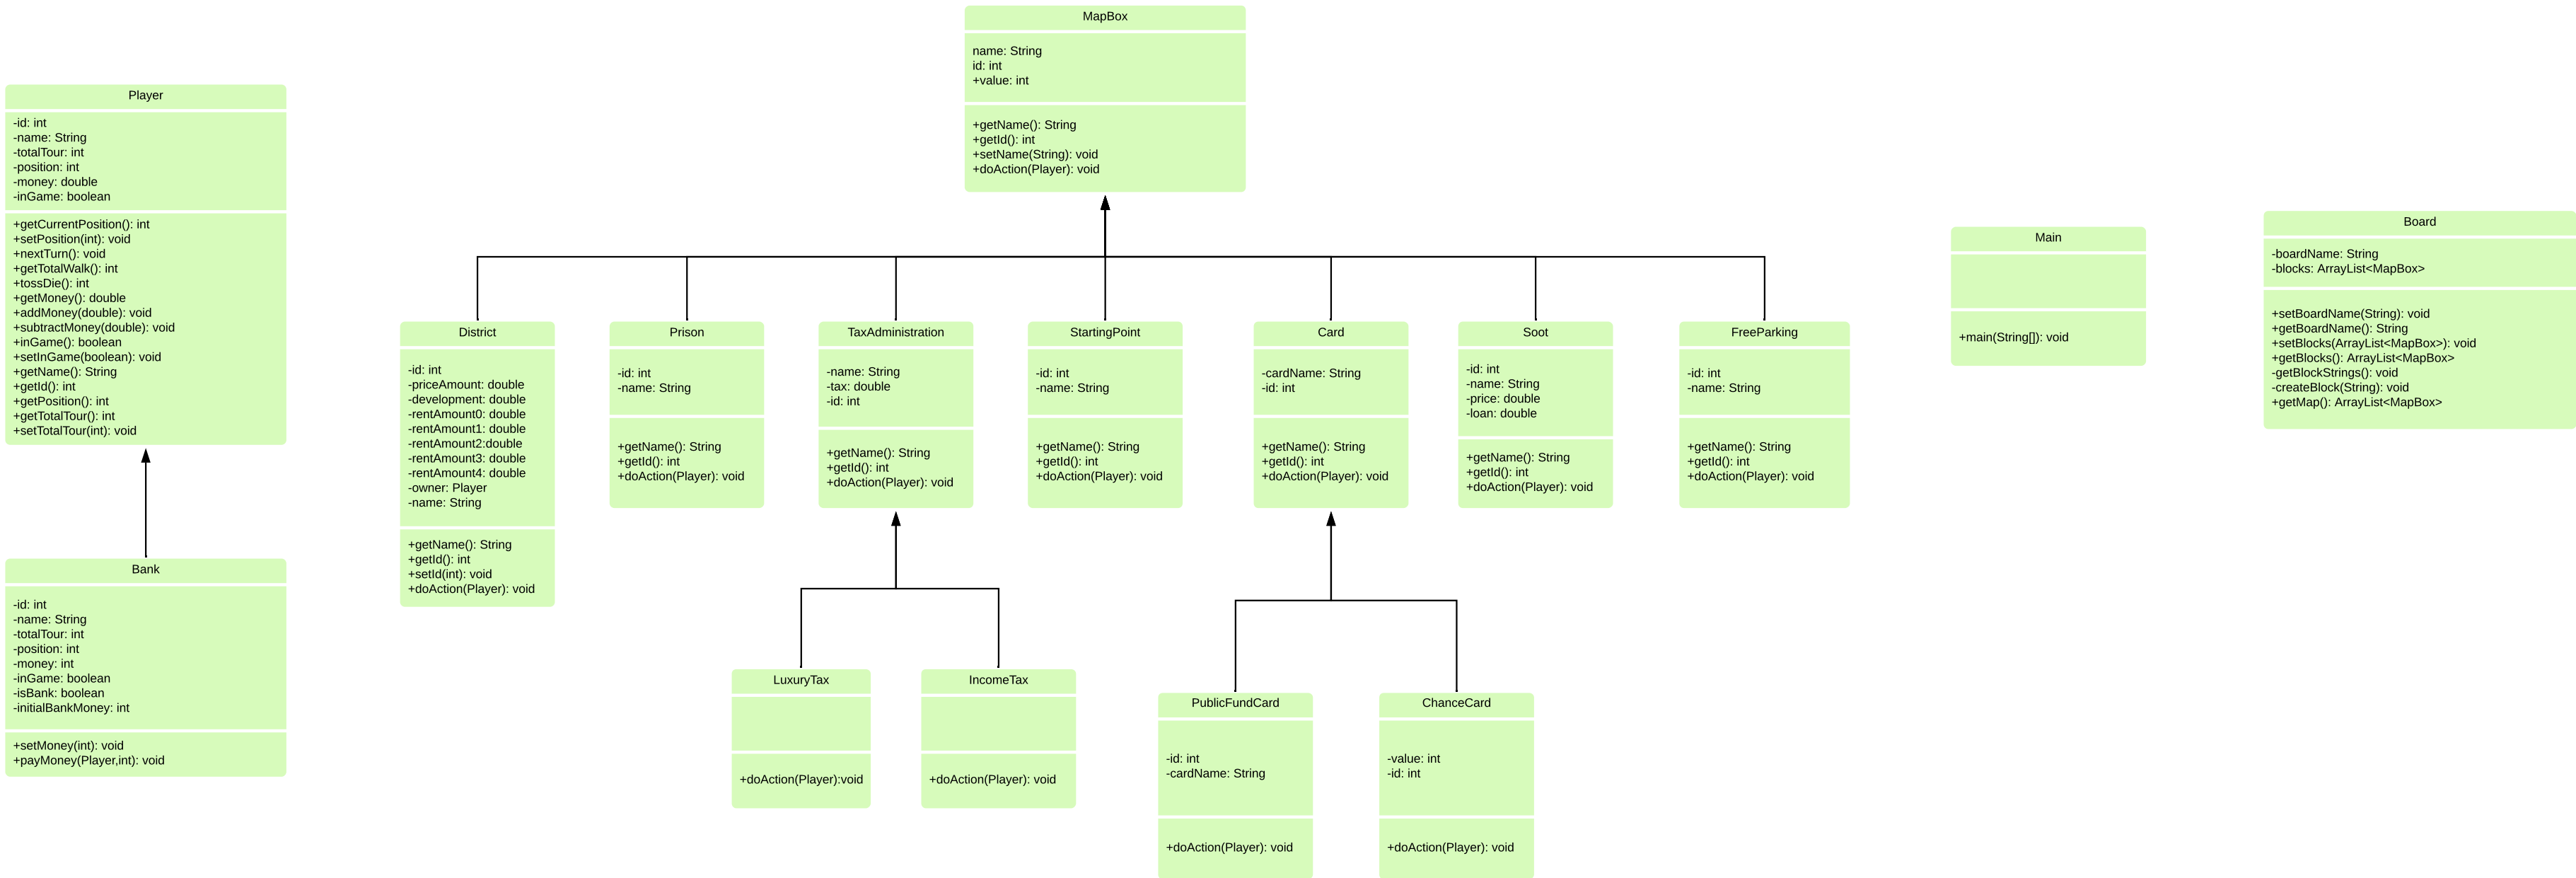 MapBox
name: String
id: int
+value: int
+getName(): String
+getId(): int
+setName(String): void
+doAction(Player): void
Player
-id: int
-name: String
-totalTour: int
-position: int
-money: double
-inGame: boolean
+getCurrentPosition(): int
+setPosition(int): void
+nextTurn(): void
+getTotalWalk(): int
+tossDie(): int
+getMoney(): double
+addMoney(double): void
+subtractMoney(double): void
+inGame(): boolean
+setInGame(boolean): void
+getName(): String
+getId(): int
+getPosition(): int
+getTotalTour(): int
+setTotalTour(int): void
Bank
-id: int
-name: String
-totalTour: int
-position: int
-money: int
-inGame: boolean
-isBank: boolean
-initialBankMoney: int
+setMoney(int): void
+payMoney(Player,int): void
District
-id: int
-priceAmount: double
-development: double
-rentAmount0: double
-rentAmount1: double
-rentAmount2:double
-rentAmount3: double
-rentAmount4: double
-owner: Player
-name: String
+getName(): String
+getId(): int
+setId(int): void
+doAction(Player): void
Prison
-id: int
-name: String
+getName(): String
+getId(): int
+doAction(Player): void
TaxAdministration
-name: String
-tax: double
-id: int
+getName(): String
+getId(): int
+doAction(Player): void
StartingPoint
-id: int
-name: String
+getName(): String
+getId(): int
+doAction(Player): void
Card
-cardName: String
-id: int
+getName(): String
+getId(): int
+doAction(Player): void
Soot
-id: int
-name: String
-price: double
-loan: double
+getName(): String
+getId(): int
+doAction(Player): void
FreeParking
-id: int
-name: String
+getName(): String
+getId(): int
+doAction(Player): void
Main
+main(String[]): void
Board
-boardName: String
-blocks: ArrayList<MapBox>
+setBoardName(String): void
+getBoardName(): String
+setBlocks(ArrayList<MapBox>): void
+getBlocks(): ArrayList<MapBox>
-getBlockStrings(): void
-createBlock(String): void
+getMap(): ArrayList<MapBox>
LuxuryTax
+doAction(Player):void
IncomeTax
+doAction(Player): void
PublicFundCard
-id: int
-cardName: String
+doAction(Player): void
ChanceCard
-value: int
-id: int
+doAction(Player): void